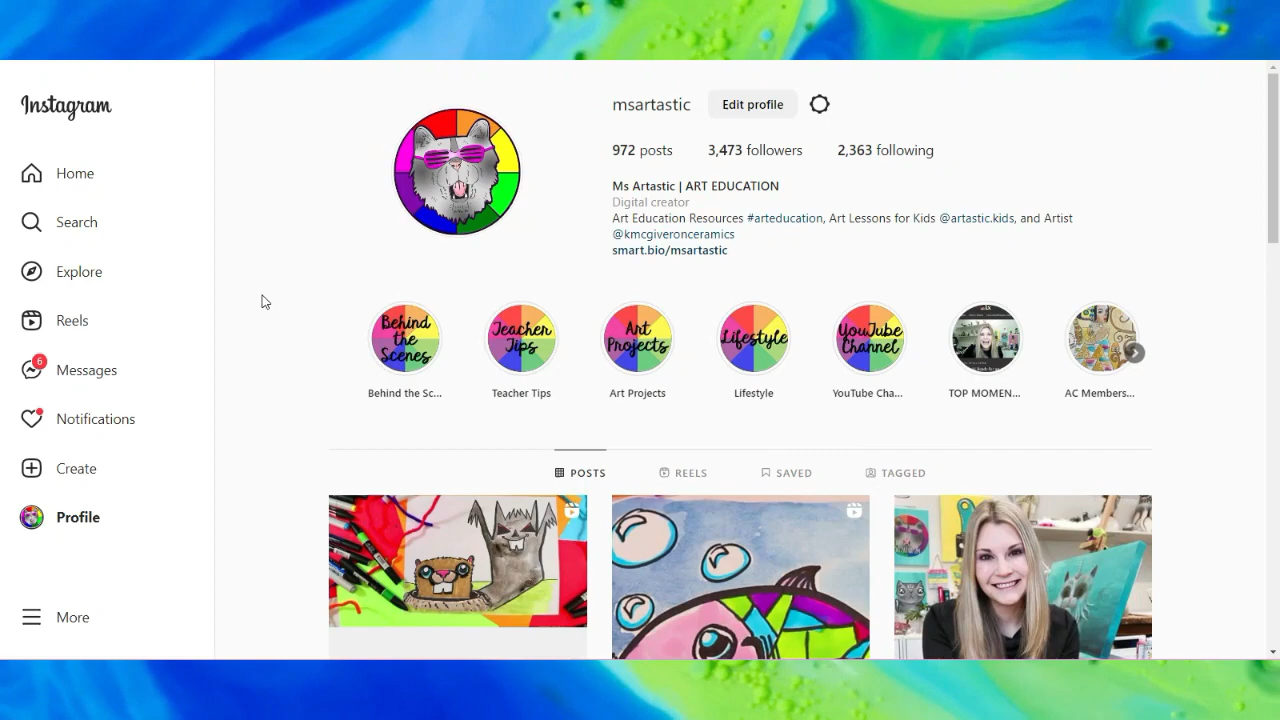 Instagram
Home
Search
Explore
Reels
6
Messages
Notifications
Create
Profile
More
msartastic Edit profile
972 posts 3,473 followers 2,363 following
Ms Artastic | ART EDUCATION
Digital creator
Art Education Resources #arteducation, Art Lessons for Kids @artastic.kids, and Artist
@kmcgiveronceramics
smart.bio/msartastic
Behind
the
Scenes
Teacher
Tips
Art
Projects
Lifestyle
YouTube
Channel
Behind the Sc... Teacher Tips Art Projects Lifestyle YouTube Cha... TOP MOMEN... AC Members...
POSTS REELS SAVED TAGGED